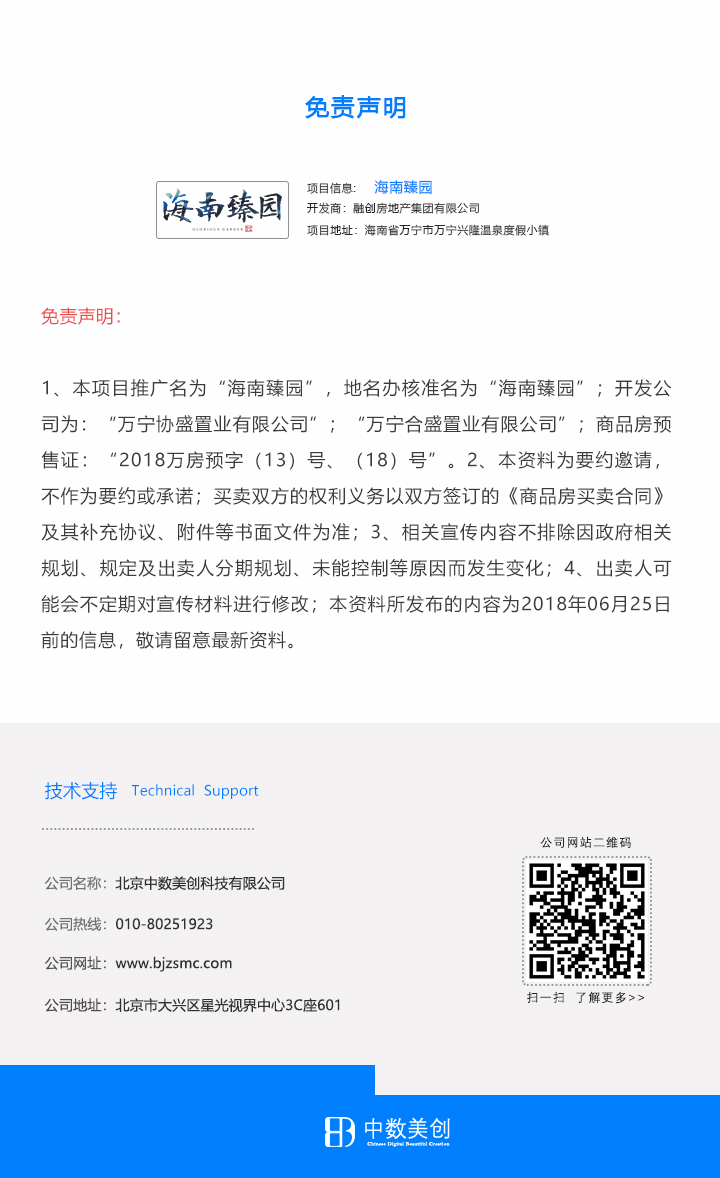 免责声明
海南臻园
项目信息: 海南臻园
开发商：融创房地产集团有限公司
项目地址：海南省万宁市万宁兴隆温泉度假小镇
免责声明：
1、本项目推广名为“海南臻园”，地名办核准名为“海南臻园”；开发公
司为：“万宁协盛置业有限公司”；“万宁合盛置业有限公司”；商品房预
售证：“2018万房预字（13）号、（18）号”。2、本资料为要约邀请，
不作为要约或承诺；买卖双方的权利义务以双方签订的《商品房买卖合同》
及其补充协议、附件等书面文件为准；3、相关宣传内容不排除因政府相关
规划、规定及出卖人分期规划、未能控制等原因而发生变化；4、出卖人可
能会不定期对宣传材料进行修改；本资料所发布的内容为2018年06月25日
前的信息，敬请留意最新资料。
技术支持 Technical Support
公司名称：北京中数美创科技有限公司
公司热线：010-80251923
公司网址：www.bjzsmc.com
公司地址：北京市大兴区星光视界中心3C座601
公司网站二维码
扫一扫 了解更多>>
中数美创
Chinese Digital Beautiful Creation